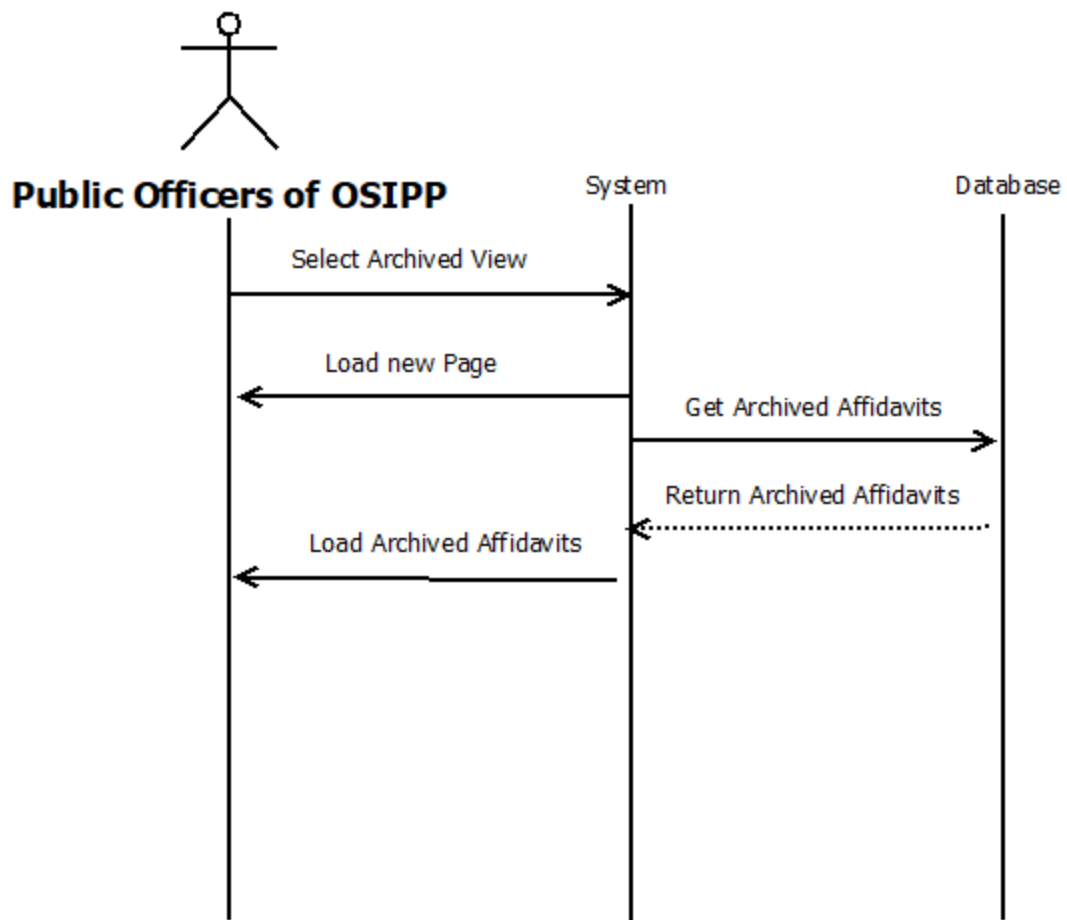 Public Officers of OSIPP
System
Database
Select Archived View
Load new Page
Get Archived Affidavits
Return Archived Affidavits
Load Archived Affidavits